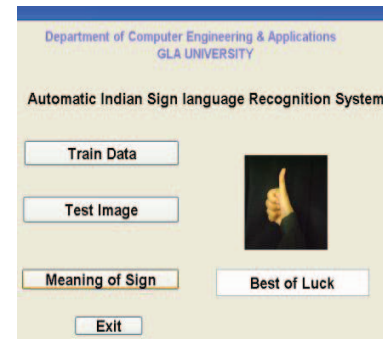 Department of Computer Engineering & Applications
GLA UNIVERSITY
Automatic Indian Sign language Recognition System
Train Data
Test Image
Meaning of Sign
Best of Luck
Exit